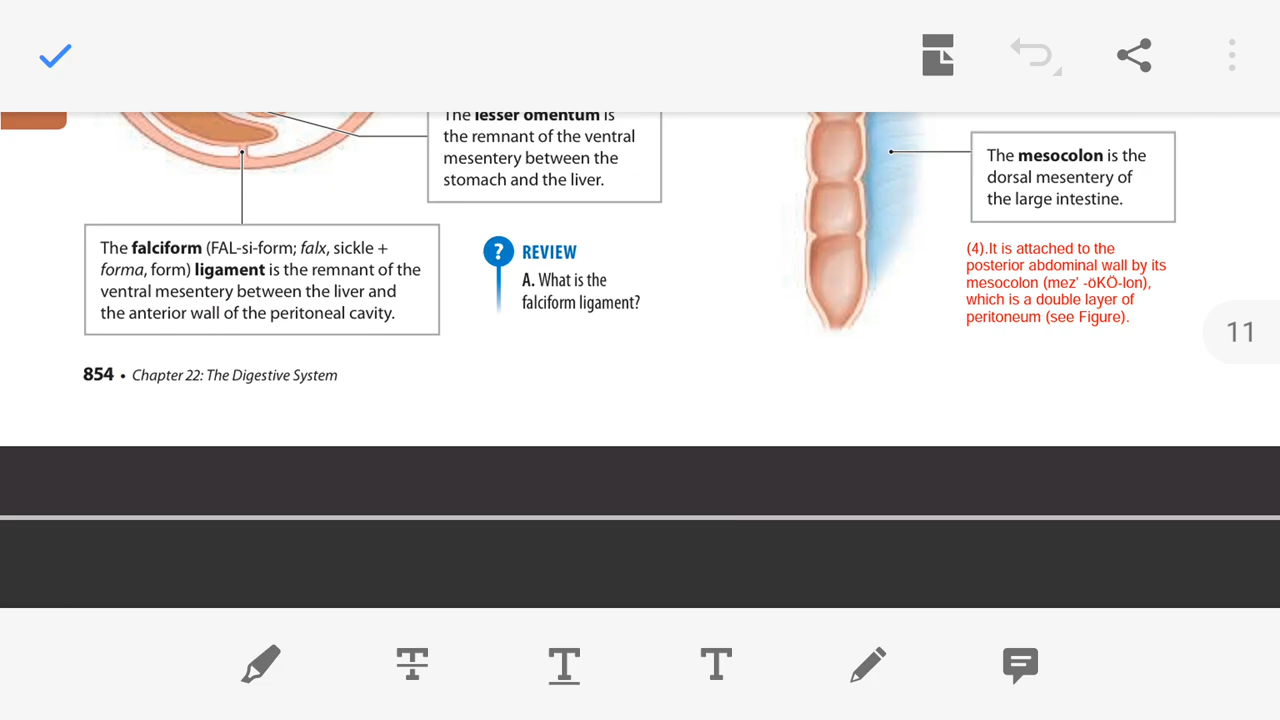 The lesser omentum is
the remnant of the ventral
mesentery between the
stomach and the liver.
The mesocolon is the
dorsal mesentery of
the large intestine.
The falciform (FAL-si-form; falx, sickle +
forma, form) ligament is the remnant of the
ventral mesentery between the liver and
the anterior wall of the peritoneal cavity.
? REVIEW
A. What is the
falciform ligament?
(4).It is attached to the
posterior abdominal wall by its
mesocolon (mez' -öKÖ-lon),
which is a double layer of
peritoneum (see Figure).
11
854 • Chapter 22: The Digestive System